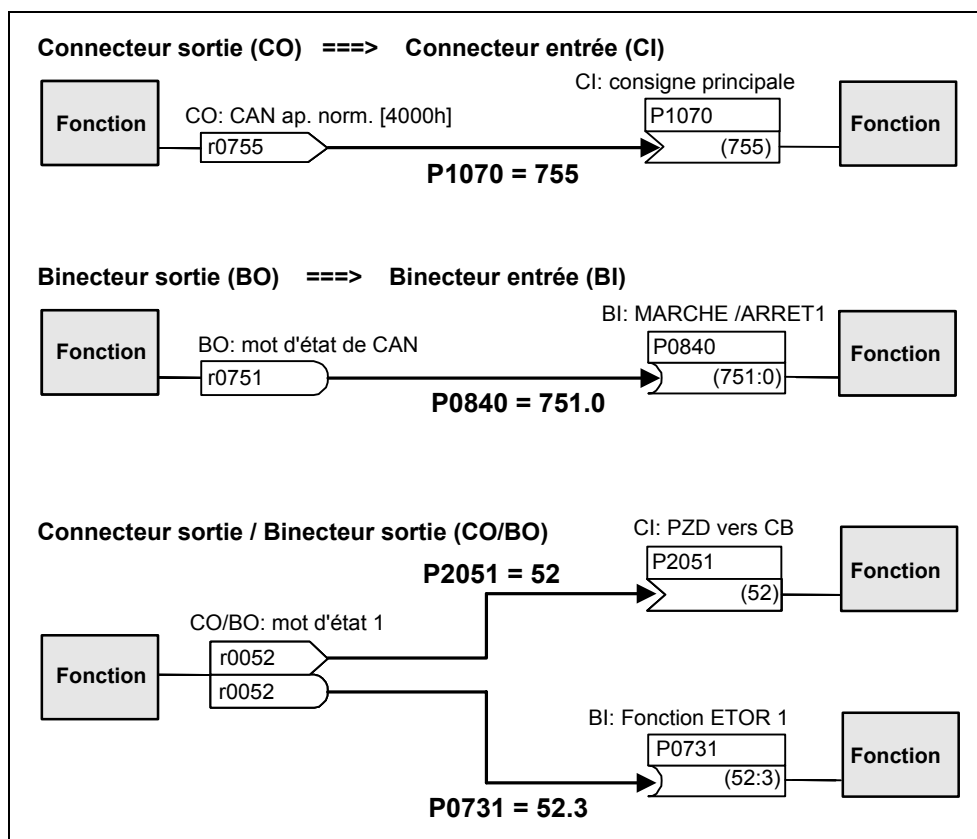 Connecteur sortie (CO) ===> Connecteur entrée (CI)
CI: consigne principale
Fonction
CO: CAN ap. norm. [4000h]
r0755
P1070 = 755
P1070
(755)
Fonction
Binecteur sortie (BO) ===> Binecteur entrée (BI)
BI: MARCHE /ARRET1
Fonction
BO: mot d'état de CAN
r0751
P0840 = 751.0
P0840
(751:0)
Fonction
Connecteur sortie / Binecteur sortie (CO/BO)
CI: PZD vers CB
P2051 = 52
P2051
(52)
Fonction
CO/BO: mot d'état 1
Fonction
r0052
r0052
BI: Fonction ETOR 1
P0731
(52:3)
Fonction
P0731 = 52.3